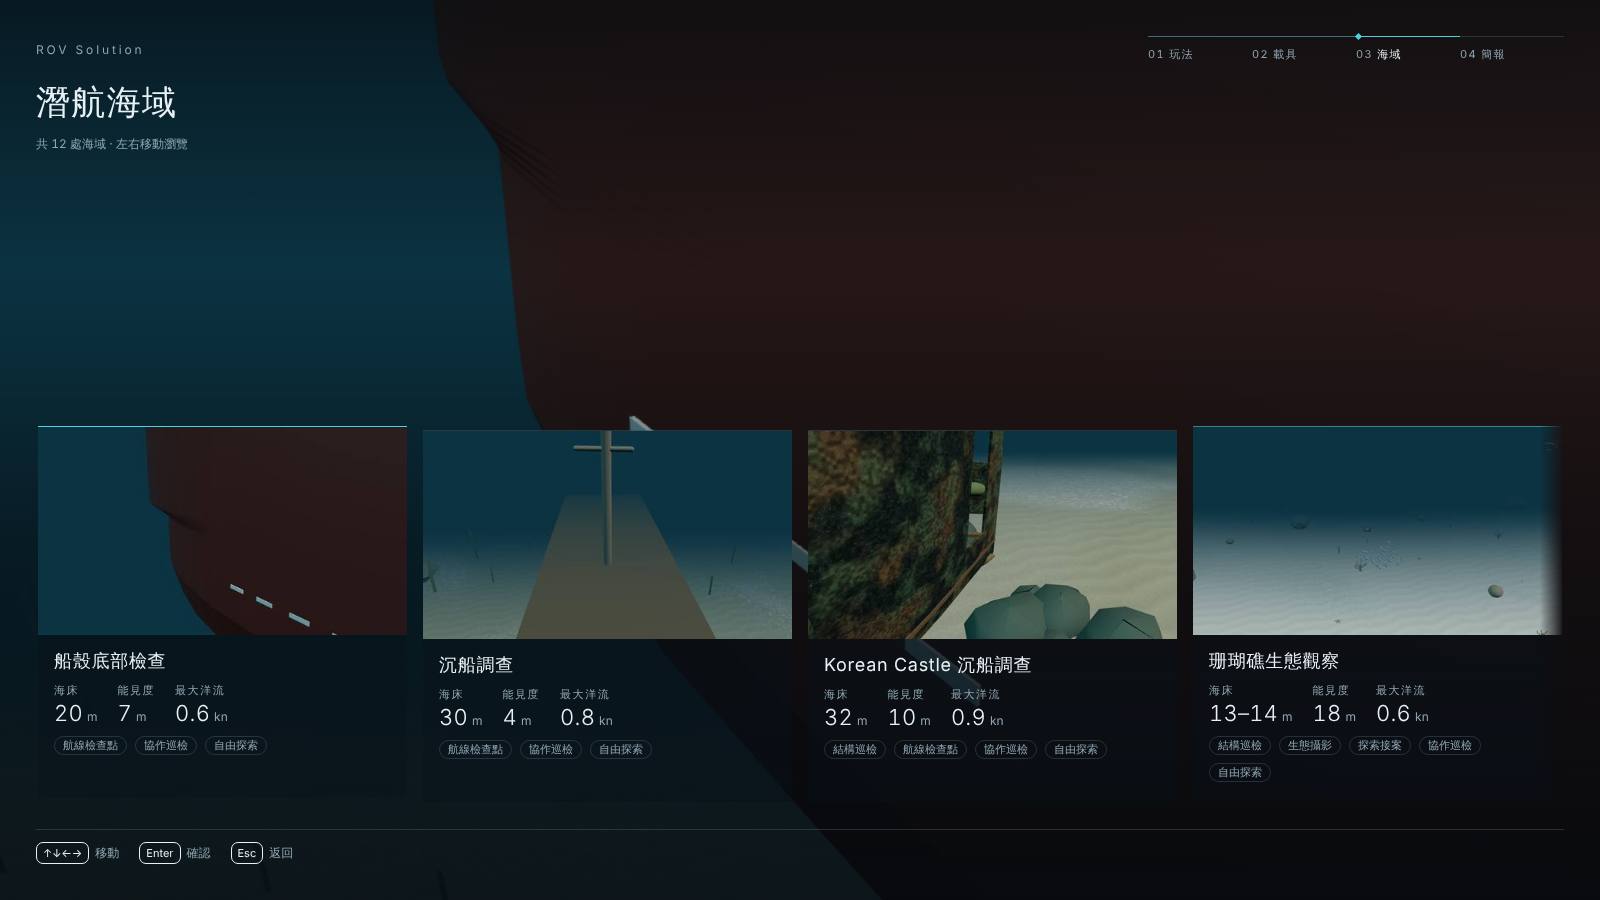 ROV Solution
01 玩法
02 載具
03 海域
04 簡報
潛航海域
共 12 處海域 · 左右移動瀏覽
船殼底部檢查
海床 能見度 最大洋流
20 m 7 m 0.6 kn
航線檢查點 協作巡檢 自由探索
沉船調查
海床 能見度 最大洋流
30 m 4 m 0.8 kn
航線檢查點 協作巡檢 自由探索
Korean Castle 沉船調查
海床 能見度 最大洋流
32 m 10 m 0.9 kn
結構巡檢 航線檢查點 協作巡檢 自由探索
珊瑚礁生態觀察
海床 能見度 最大洋流
13–14 m 18 m 0.6 kn
結構巡檢 生態攝影 探索接案 協作巡檢
自由探索
↑↓←→ 移動 Enter 確認 Esc 返回